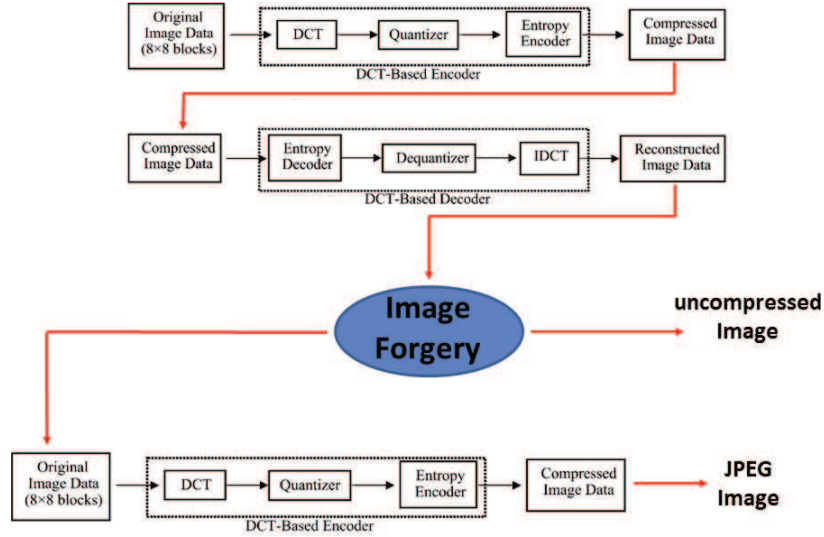 Original
Image Data
(8×8 blocks)
DCT
Quantizer
Entropy
Encoder
Compressed
Image Data
DCT-Based Encoder
Compressed
Image Data
Entropy
Decoder
Dequantizer
IDCT
Reconstructed
Image Data
DCT-Based Decoder
Image
Forgery
uncompressed
Image
Original
Image Data
(8×8 blocks)
DCT
Quantizer
Entropy
Encoder
Compressed
Image Data
DCT-Based Encoder
JPEG
Image